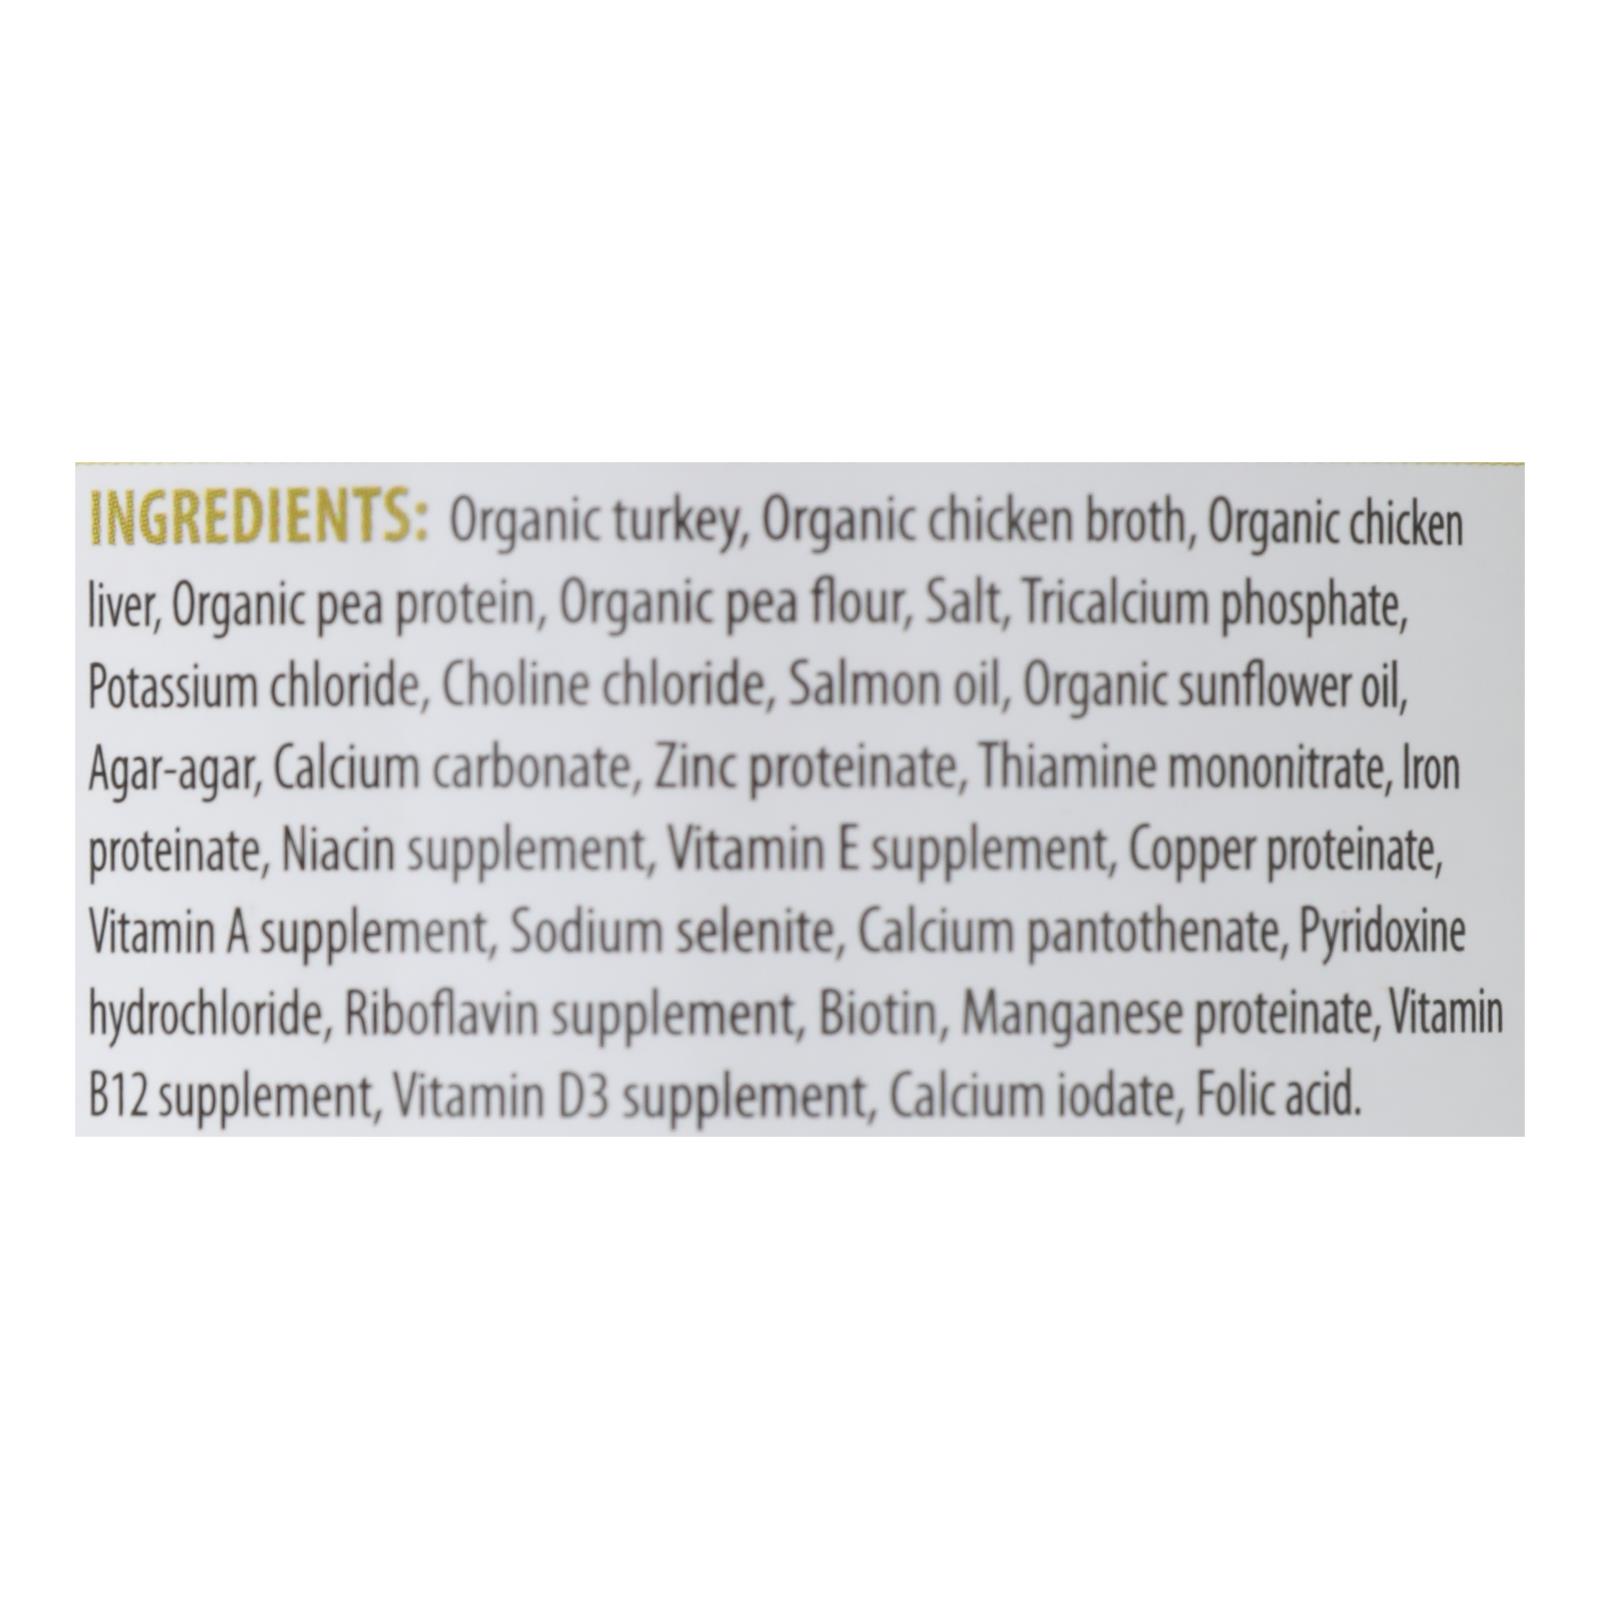 INGREDIENTS: Organic turkey, Organic chicken broth, Organic chicken
liver, Organic pea protein, Organic pea flour, Salt, Tricalcium phosphate,
Potassium chloride, Choline chloride, Salmon oil, Organic sunflower oil,
Agar-agar, Calcium carbonate, Zinc proteinate, Thiamine mononitrate, Iron
proteinate, Niacin supplement, Vitamin E supplement, Copper proteinate,
Vitamin A supplement, Sodium selenite, Calcium pantothenate, Pyridoxine
hydrochloride, Riboflavin supplement, Biotin, Manganese proteinate, Vitamin
B12 supplement, Vitamin D3 supplement, Calcium iodate, Folic acid.